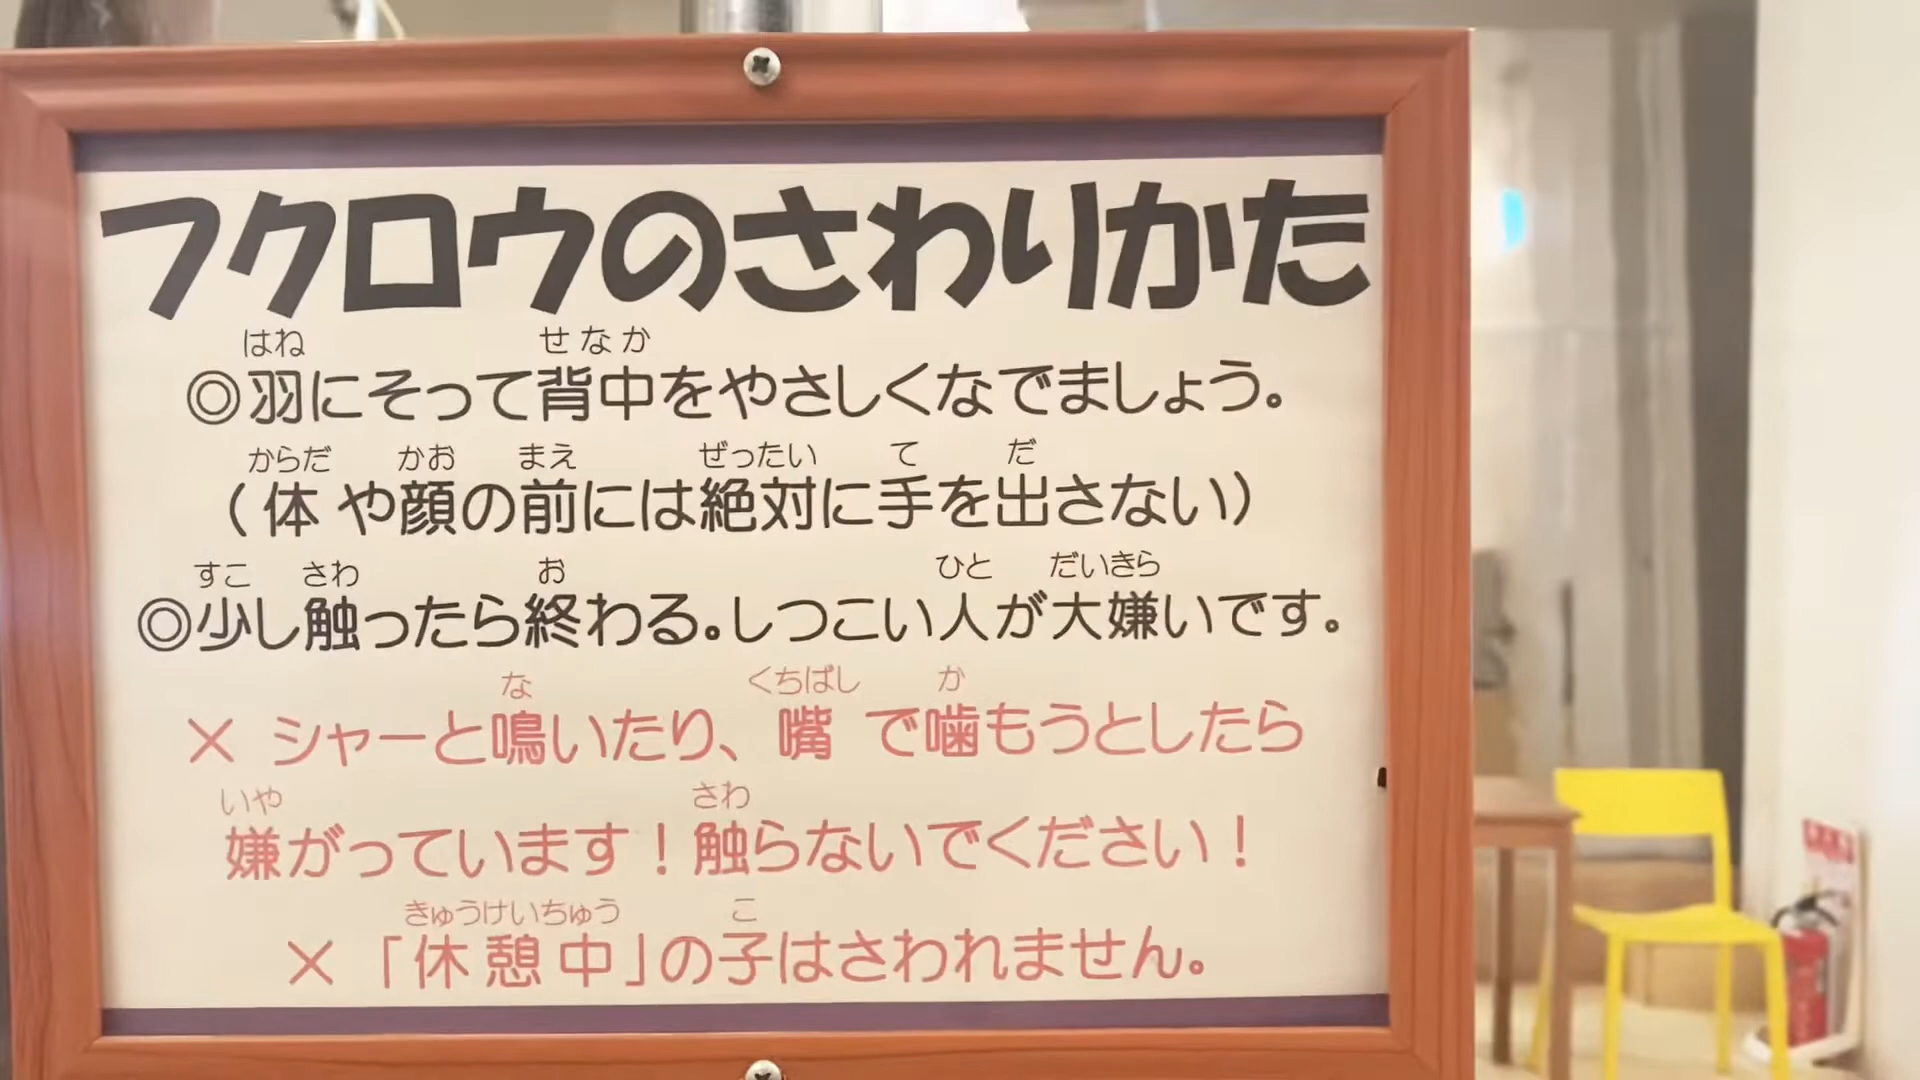 フクロウのさわりかた
はね せなか
◎羽にそって背中をやさしくなでましょう。
からだ かお まえ ぜったい て だ
(体や顔の前には絶対に手を出さない)
すこ さわ お ひと だいきら
◎少し触ったら終わる。しつこい人が大嫌いです。
な くちばし か
× シャーと鳴いたり、嘴で噛もうとしたら
いや さわ
嫌がっています!触らないでください!
きゅうけいちゅう こ
×「休憩中」の子はさわれません。